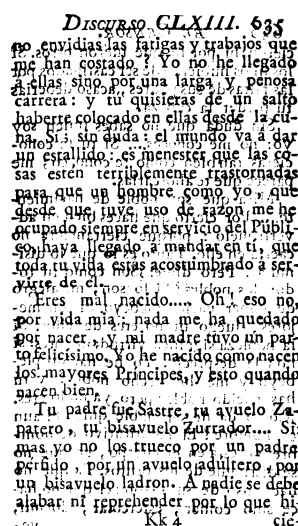 DISCURSO CLXIII. 635
no envidias las fatigas y trabajos que
me han costado? Yo no he llegado
a ellas sino por una larga y penosa
carrera: y tú quisieras de un salto
haberte colocado en ellas desde la cu-
na. Si: sin duda: el mundo va à dar
un estallido: es menester que las co-
sas estén terriblemente trastornadas
para que un hombre como yo, que
desde que tuve uso de razon me he
ocupado siempre en servicio del Públi-
co, haya llegado à mandar en ti, que
toda tu vida estás acostumbrado a ser-
virte de él.
Eres mal nacido..... Oh! eso no,
por vida mia: nada me ha quedado
por nacer, y mi madre tuvo un par-
to felicísimo. Yo he nacido como nacen
los mayores Principes, y esto quando
nacen bien.
Tu padre fue Sastre, tu avuelo Za-
patero, tu bisavuelo Zurrador.... Si
mas yo no los trueco por un padre
pérfido, por un avuelo adúltero, por
un bisavuelo ladron. A nadie se debe
alabar ni reprehender por lo que hi-
Kk 4 cie